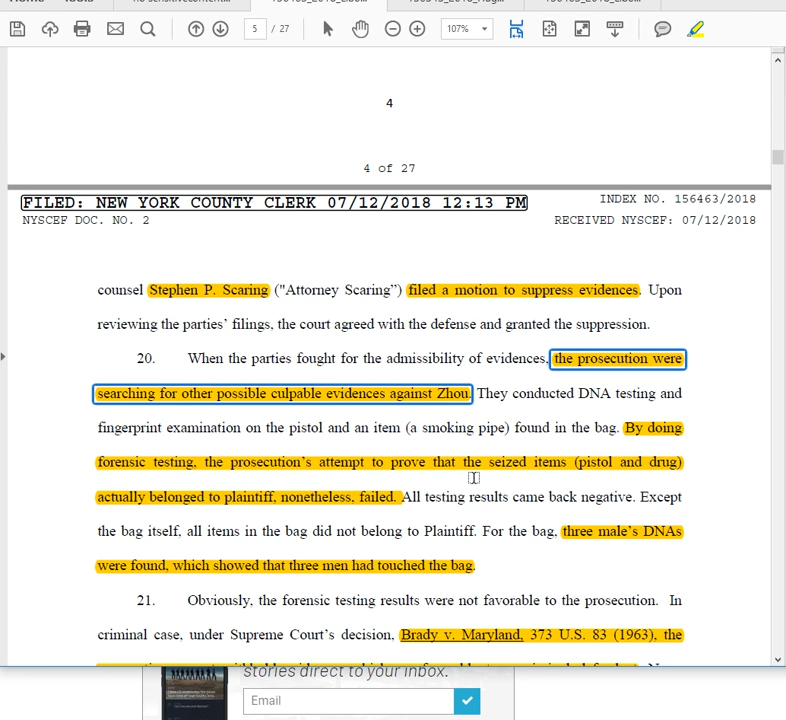 5 / 27
107%
4
4 of 27
FILED: NEW YORK COUNTY CLERK 07/12/2018 12:13 PM
INDEX NO. 156463/2018
NYSCEF DOC. NO. 2
RECEIVED NYSCEF: 07/12/2018
counsel Stephen P. Scaring ("Attorney Scaring”) filed a motion to suppress evidences. Upon
reviewing the parties’ filings, the court agreed with the defense and granted the suppression.
20. When the parties fought for the admissibility of evidences, the prosecution were
searching for other possible culpable evidences against Zhou. They conducted DNA testing and
fingerprint examination on the pistol and an item (a smoking pipe) found in the bag. By doing
forensic testing, the prosecution’s attempt to prove that the seized items (pistol and drug)
actually belonged to plaintiff, nonetheless, failed. All testing results came back negative. Except
the bag itself, all items in the bag did not belong to Plaintiff. For the bag, three male’s DNAs
were found, which showed that three men had touched the bag.
21. Obviously, the forensic testing results were not favorable to the prosecution. In
criminal case, under Supreme Court’s decision, Brady v. Maryland, 373 U.S. 83 (1963), the
stories direct to your inbox.
Email